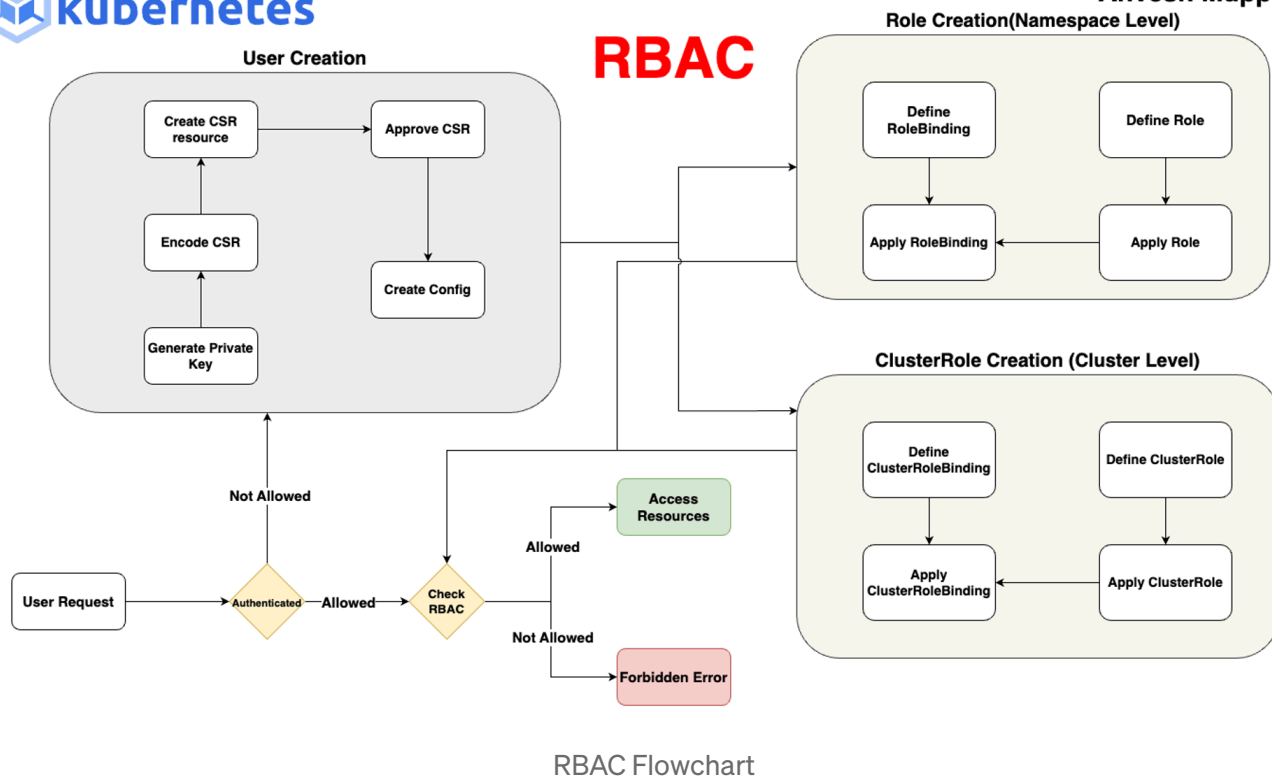 kubernetes
RBAC
Role Creation(Namespace Level)
User Creation
Create CSR
resource
Approve CSR
Encode CSR
Create Config
Generate Private
Key
Define
RoleBinding
Define Role
Apply RoleBinding
Apply Role
ClusterRole Creation (Cluster Level)
Define
ClusterRoleBinding
Define ClusterRole
Apply
ClusterRoleBinding
Apply ClusterRole
Not Allowed
User Request
Authenticated
Allowed
Check
RBAC
Allowed
Not Allowed
Access
Resources
Forbidden Error
RBAC Flowchart